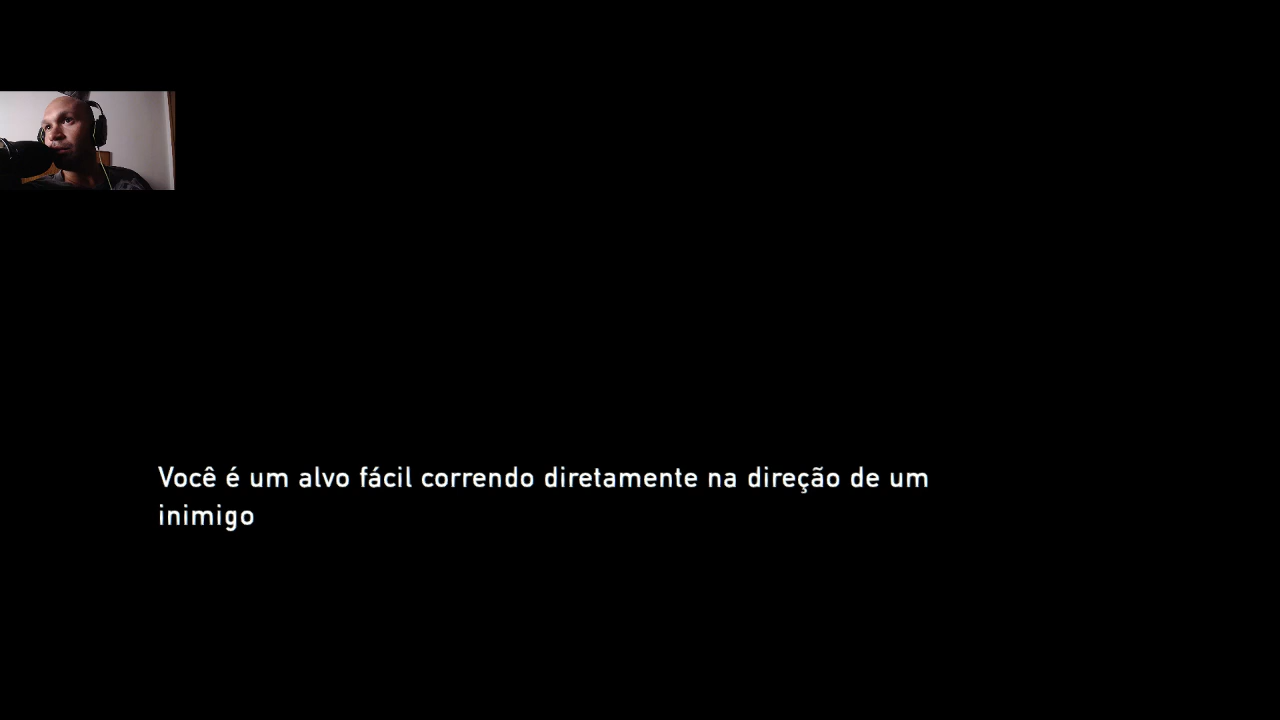 Você é um alvo fácil correndo diretamente na direção de um
inimigo